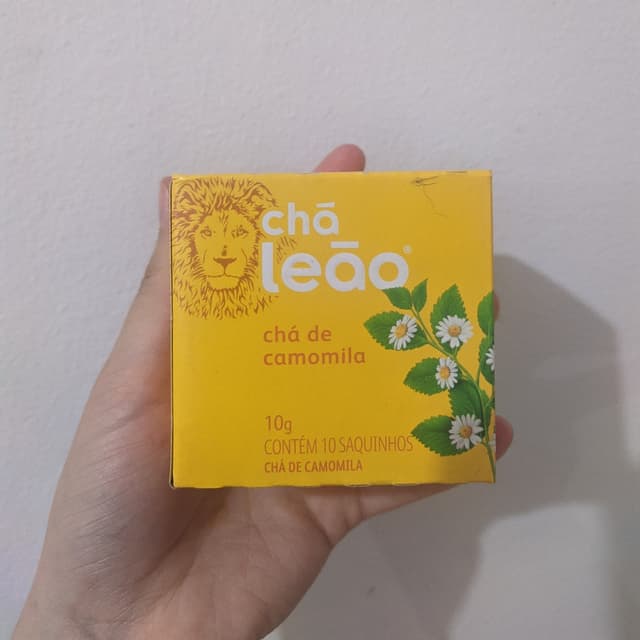 chá
leão®
chá de
camomila
10g
CONTÉM 10 SAQUINHOS
CHÁ DE CAMOMILA